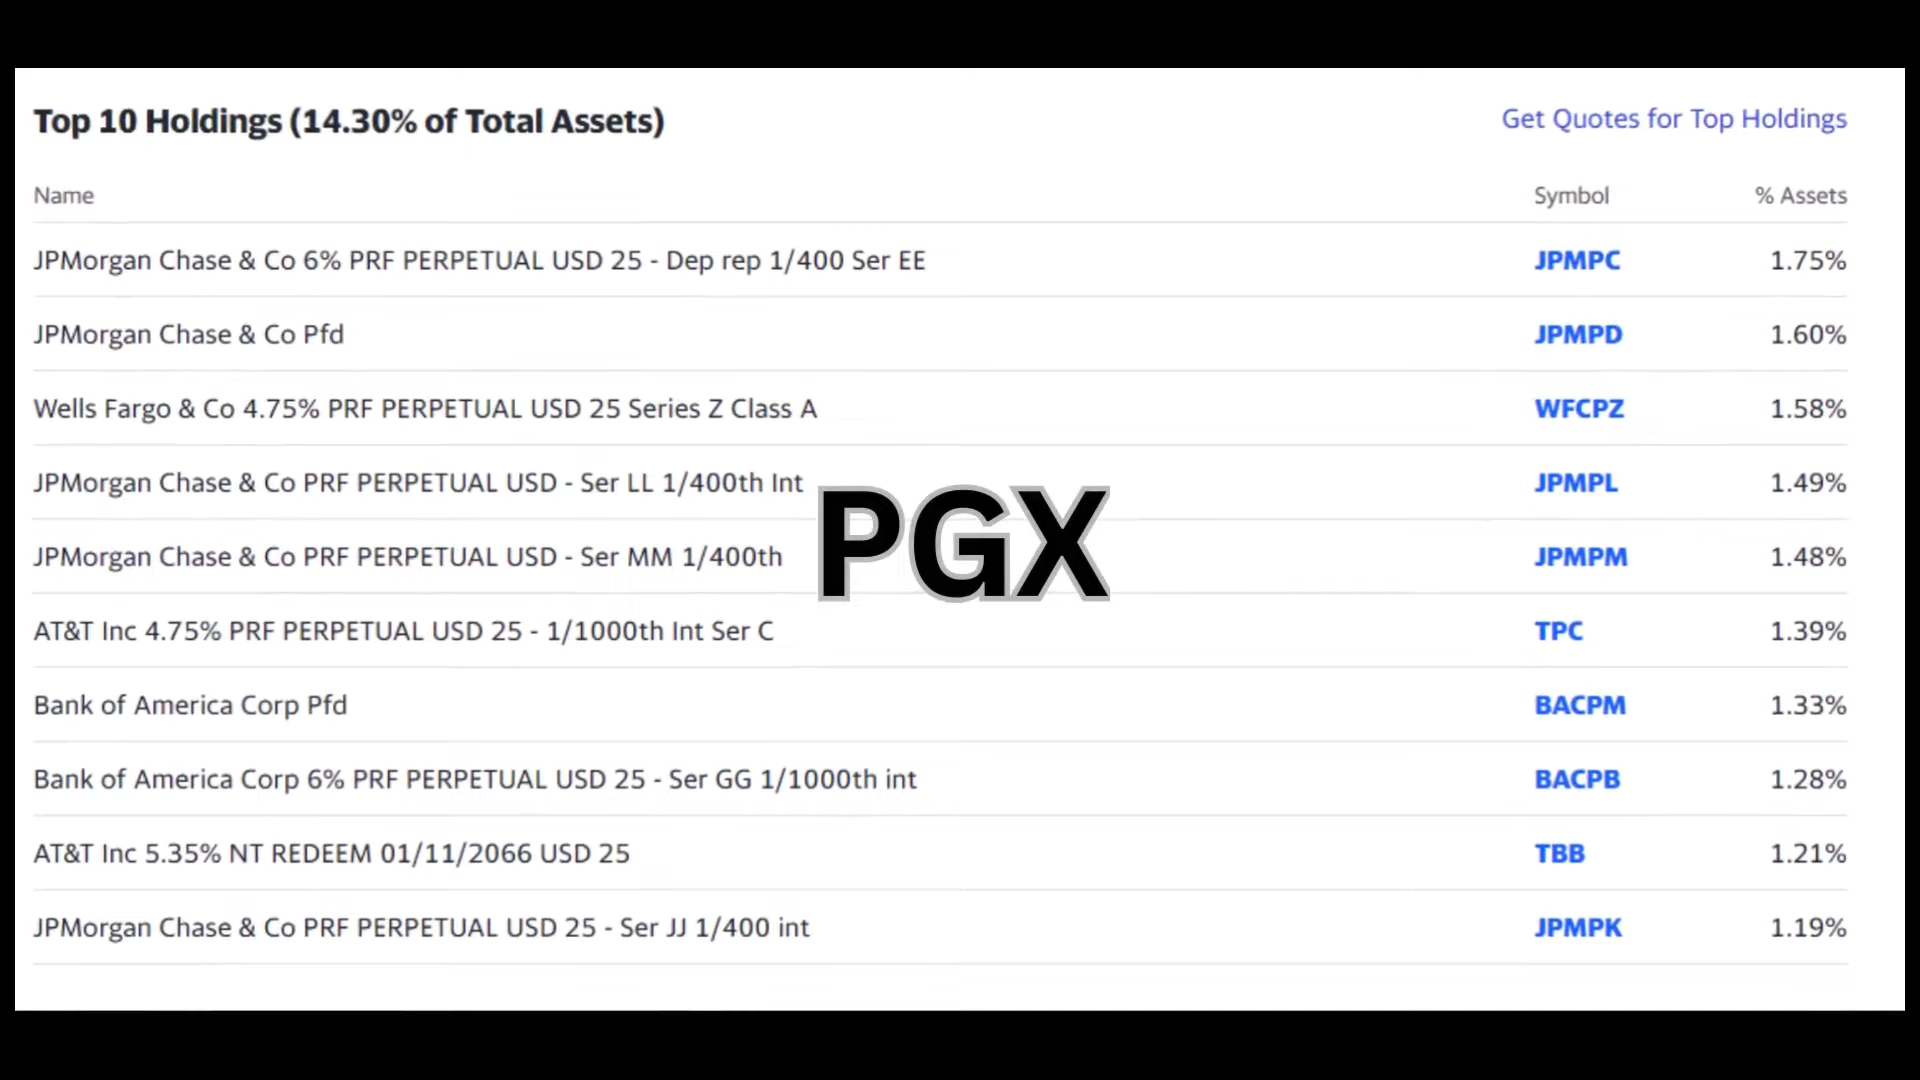 Top 10 Holdings (14.30% of Total Assets)
Get Quotes for Top Holdings
Name Symbol % Assets
JPMorgan Chase & Co 6% PRF PERPETUAL USD 25 - Dep rep 1/400 Ser EE JPMPC 1.75%
JPMorgan Chase & Co Pfd JPMPD 1.60%
Wells Fargo & Co 4.75% PRF PERPETUAL USD 25 Series Z Class A WFCPZ 1.58%
JPMorgan Chase & Co PRF PERPETUAL USD - Ser LL 1/400th Int JPMPL 1.49%
PGX
JPMorgan Chase & Co PRF PERPETUAL USD - Ser MM 1/400th JPMPM 1.48%
AT&T Inc 4.75% PRF PERPETUAL USD 25 - 1/1000th Int Ser C TPC 1.39%
Bank of America Corp Pfd BACPM 1.33%
Bank of America Corp 6% PRF PERPETUAL USD 25 - Ser GG 1/1000th int BACPB 1.28%
AT&T Inc 5.35% NT REDEEM 01/11/2066 USD 25 TBB 1.21%
JPMorgan Chase & Co PRF PERPETUAL USD 25 - Ser JJ 1/400 int JPMPK 1.19%